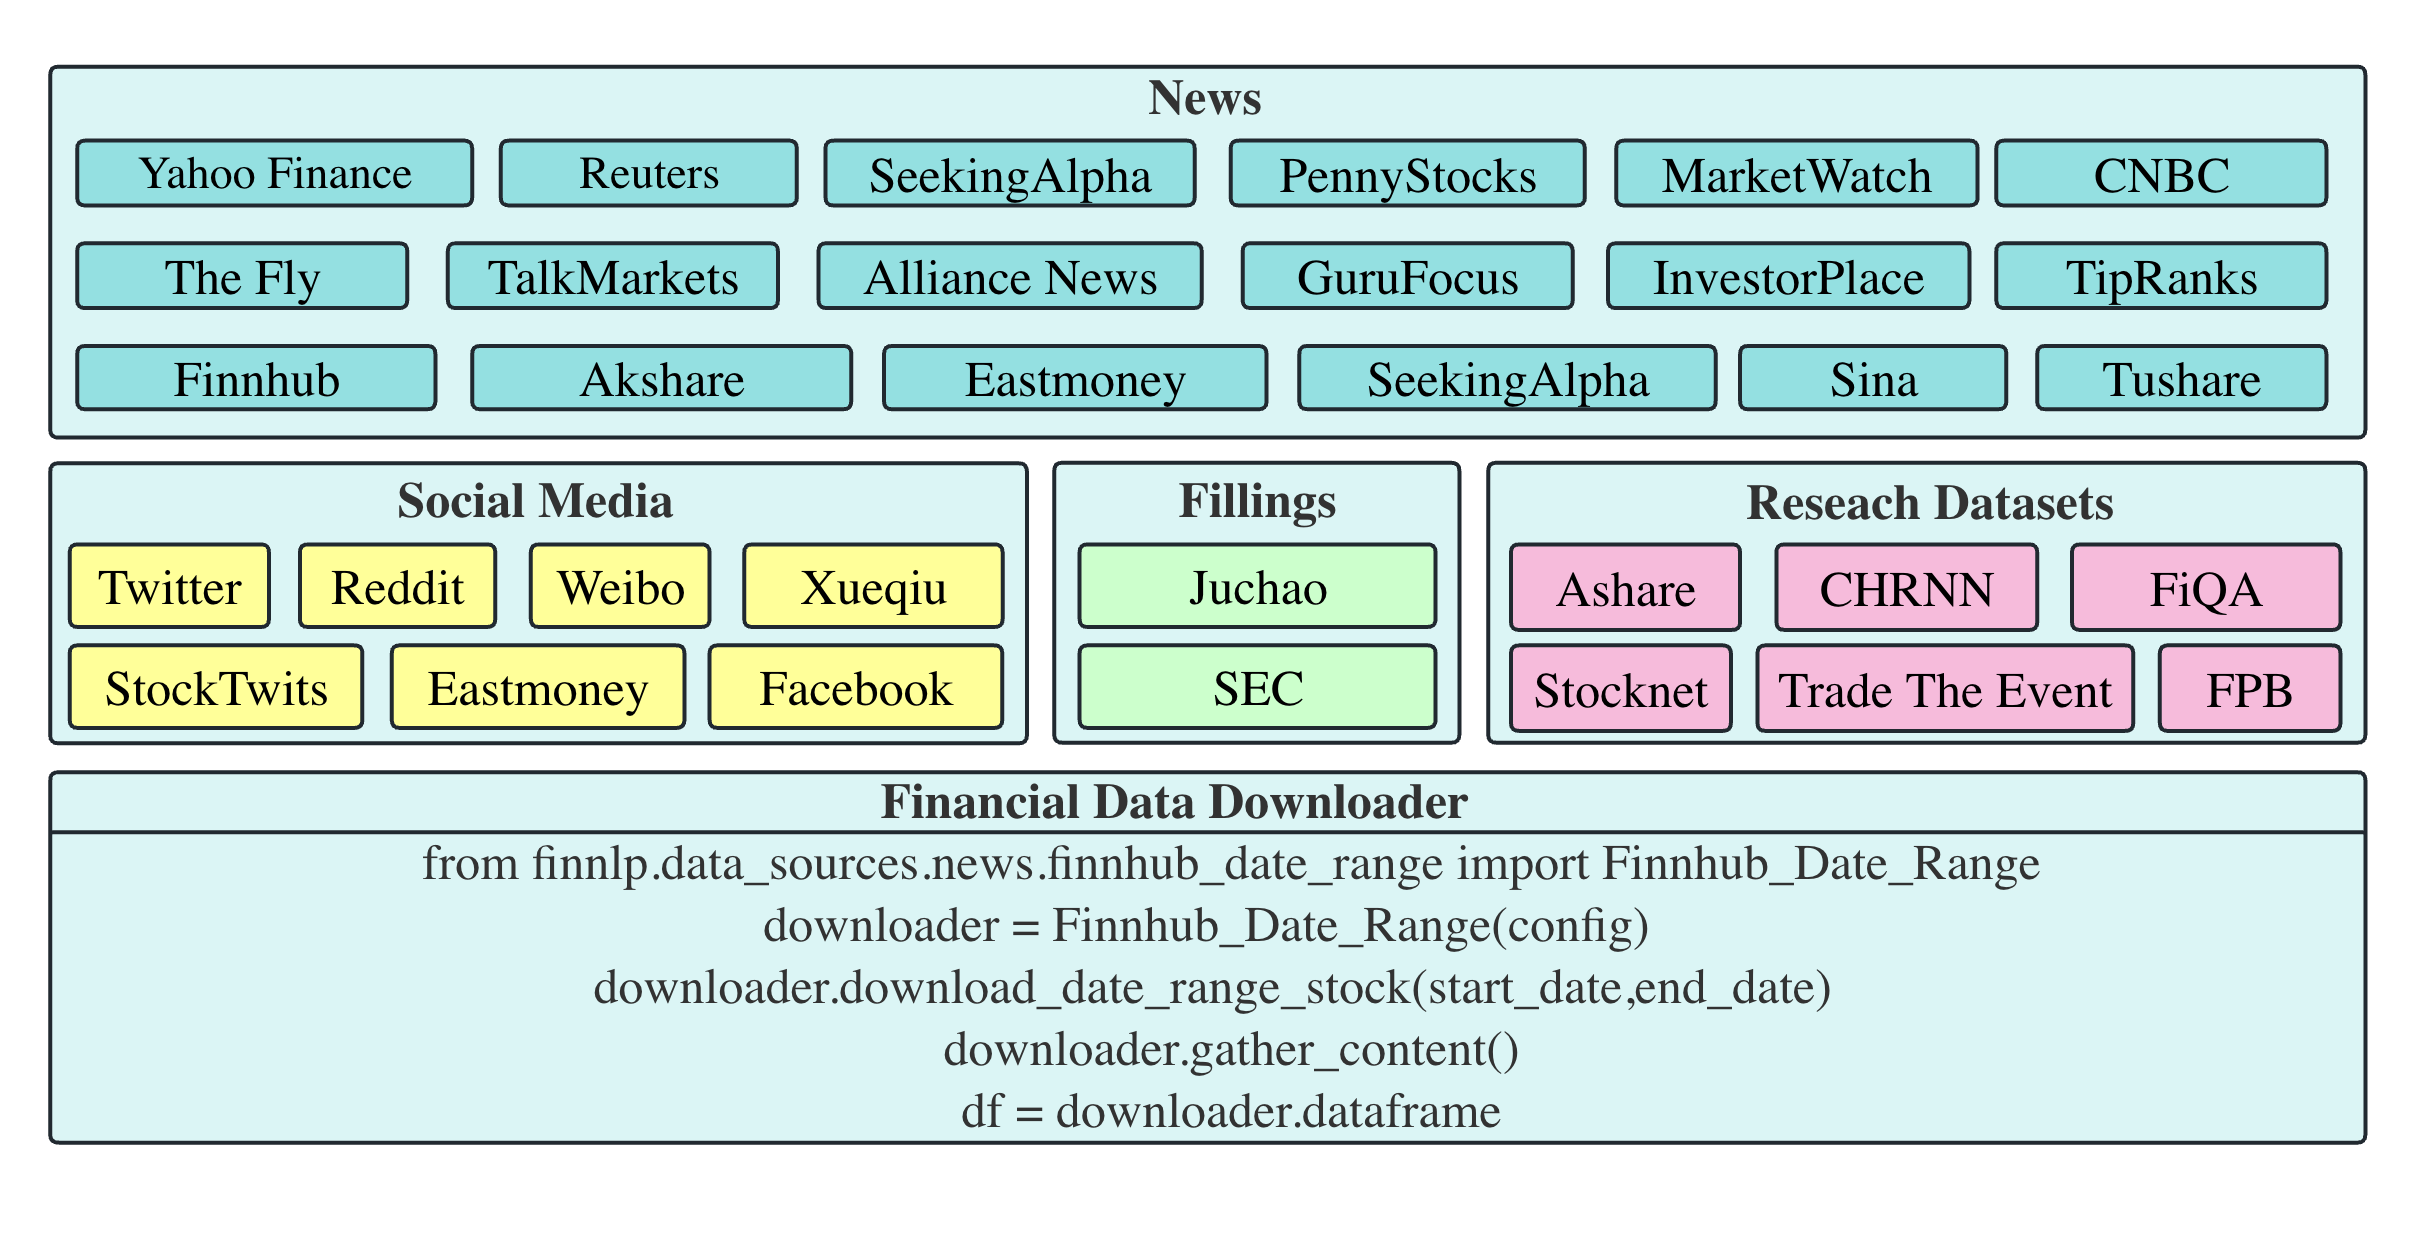 News
Yahoo Finance Reuters SeekingAlpha PennyStocks MarketWatch CNBC
The Fly TalkMarkets Alliance News GuruFocus InvestorPlace TipRanks
Finnhub Akshare Eastmoney SeekingAlpha Sina Tushare
Social Media
Twitter Reddit Weibo Xueqiu
StockTwits Eastmoney Facebook
Fillings
Juchao
SEC
Reseach Datasets
Ashare CHRNN FiQA
Stocknet Trade The Event FPB
Financial Data Downloader
from finnlp.data_sources.news.finnhub_date_range import Finnhub_Date_Range
downloader = Finnhub_Date_Range(config)
downloader.download_date_range_stock(start_date,end_date)
downloader.gather_content()
df = downloader.dataframe